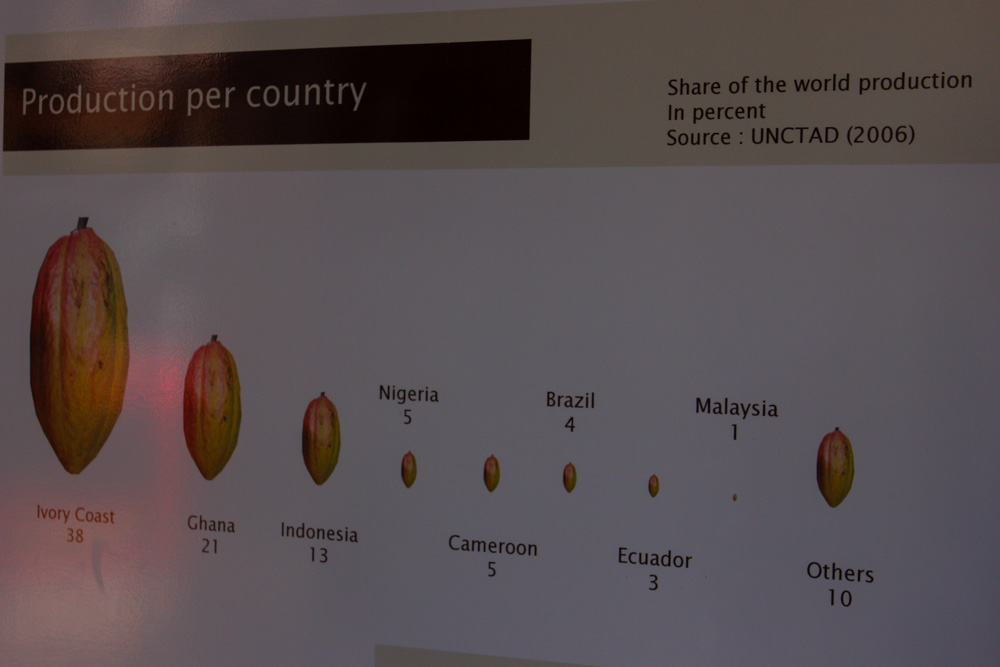 Production per country
Share of the world production
In percent
Source : UNCTAD (2006)
Ivory Coast
38
Ghana
21
Indonesia
13
Nigeria
5
Cameroon
5
Brazil
4
Ecuador
3
Malaysia
1
Others
10